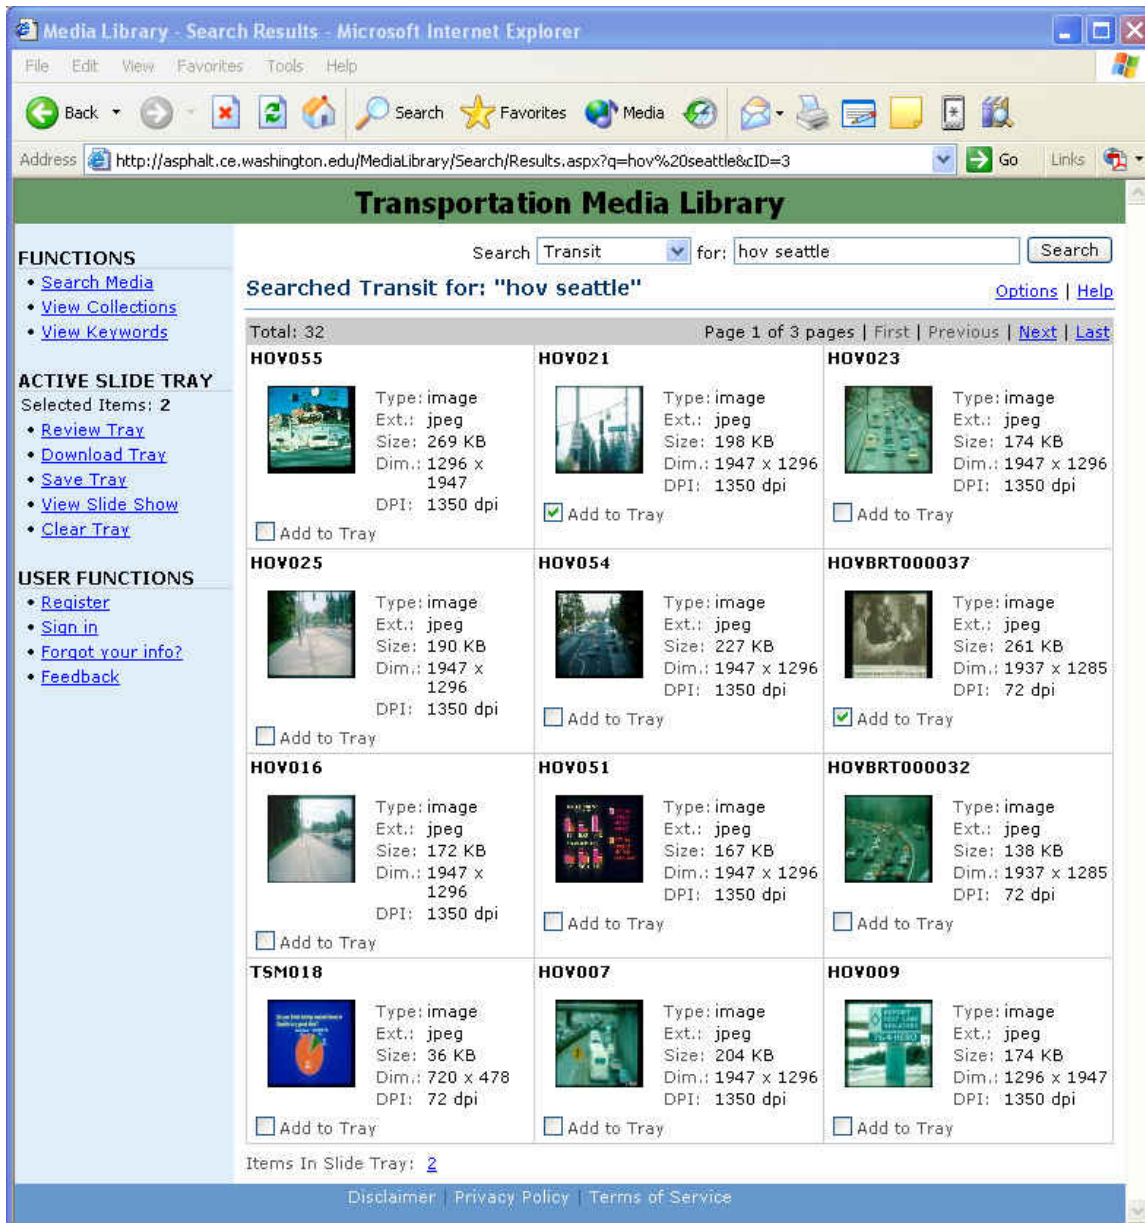 Media Library - Search Results - Microsoft Internet Explorer
File Edit View Favorites Tools Help
Back Search Favorites Media
Address http://asphalt.ce.washington.edu/MediaLibrary/Search/Results.aspx?q=hov%20seattle&cID=3 Go Links
Transportation Media Library
Search Transit for: hov seattle Search
Searched Transit for: "hov seattle" Options | Help
FUNCTIONS
• Search Media
• View Collections
• View Keywords
ACTIVE SLIDE TRAY
Selected Items: 2
• Review Tray
• Download Tray
• Save Tray
• View Slide Show
• Clear Tray
USER FUNCTIONS
• Register
• Sign in
• Forgot your info?
• Feedback
Total: 32 Page 1 of 3 pages | First | Previous | Next | Last
HOV055
Type: image
Ext.: jpeg
Size: 269 KB
Dim.: 1296 x
1947
DPI: 1350 dpi
Add to Tray
HOV021
Type: image
Ext.: jpeg
Size: 198 KB
Dim.: 1947 x 1296
DPI: 1350 dpi
Add to Tray
HOV023
Type: image
Ext.: jpeg
Size: 174 KB
Dim.: 1947 x 1296
DPI: 1350 dpi
Add to Tray
HOV025
Type: image
Ext.: jpeg
Size: 190 KB
Dim.: 1947 x
1296
DPI: 1350 dpi
Add to Tray
HOV054
Type: image
Ext.: jpeg
Size: 227 KB
Dim.: 1947 x 1296
DPI: 1350 dpi
Add to Tray
HOVBRT000037
Type: image
Ext.: jpeg
Size: 261 KB
Dim.: 1937 x 1285
DPI: 72 dpi
Add to Tray
HOV016
Type: image
Ext.: jpeg
Size: 172 KB
Dim.: 1947 x
1296
DPI: 1350 dpi
Add to Tray
HOV051
Type: image
Ext.: jpeg
Size: 167 KB
Dim.: 1947 x 1296
DPI: 1350 dpi
Add to Tray
HOVBRT000032
Type: image
Ext.: jpeg
Size: 138 KB
Dim.: 1937 x 1285
DPI: 72 dpi
Add to Tray
TSM018
Type: image
Ext.: jpeg
Size: 36 KB
Dim.: 720 x 478
DPI: 72 dpi
Add to Tray
HOV007
Type: image
Ext.: jpeg
Size: 204 KB
Dim.: 1947 x 1296
DPI: 1350 dpi
Add to Tray
HOV009
REPORT
VIOLATORS
764-HERO
Type: image
Ext.: jpeg
Size: 174 KB
Dim.: 1296 x 1947
DPI: 1350 dpi
Add to Tray
Items In Slide Tray: 2
Disclaimer | Privacy Policy | Terms of Service